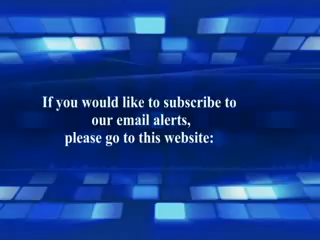 If you would like to subscribe to
our email alerts,
please go to this website: